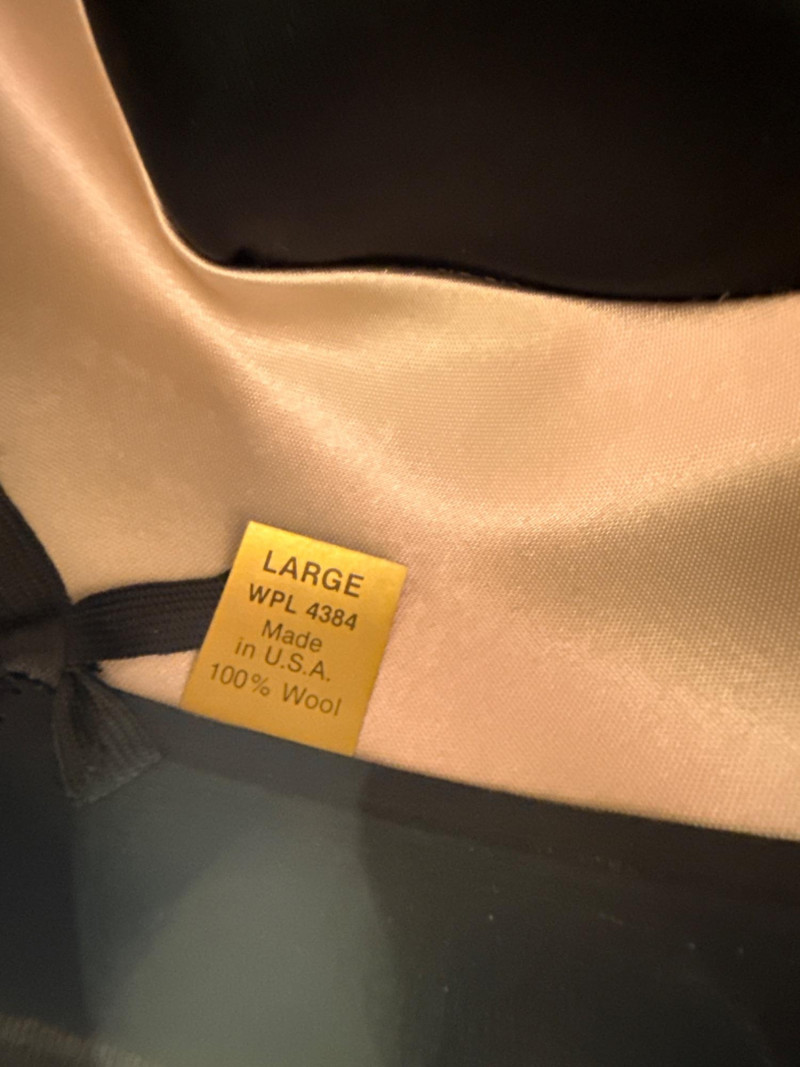 LARGE
WPL 4384
Made
in U.S.A.
100% Wool